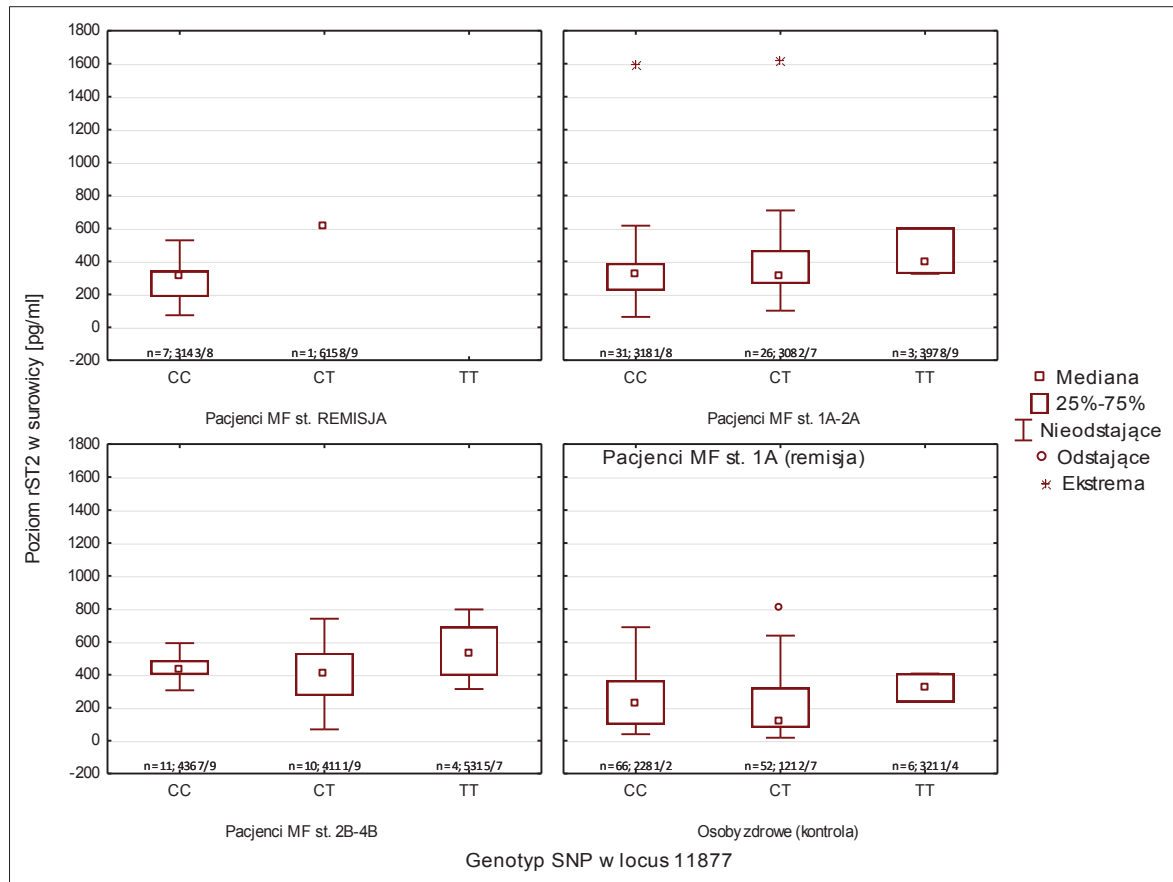 Poziom rST2 w surowicy [pg/ml]
1800
1600
1400
1200
1000
800
600
400
200
0
-200
n=7; 3143/8
n=1; 6158/9
CC
CT
TT
Pacjenci MF st. REMISJA
n=31; 3181/8
n=26; 3082/7
n=3; 3978/9
CC
CT
TT
Pacjenci MF st. 1A-2A
1800
1600
1400
1200
1000
800
600
400
200
0
-200
n=11; 4367/9
n=10; 4111/9
n=4; 5315/7
CC
CT
TT
Pacjenci MF st. 2B-4B
Pacjenci MF st. 1A (remisja)
n=66; 2281/2
n=52; 1212/7
n=6; 3211/4
CC
CT
TT
Osoby zdrowe (kontrola)
Genotyp SNP w locus 11877
Mediana
25%-75%
Nieodstające
Odstające
Ekstrema